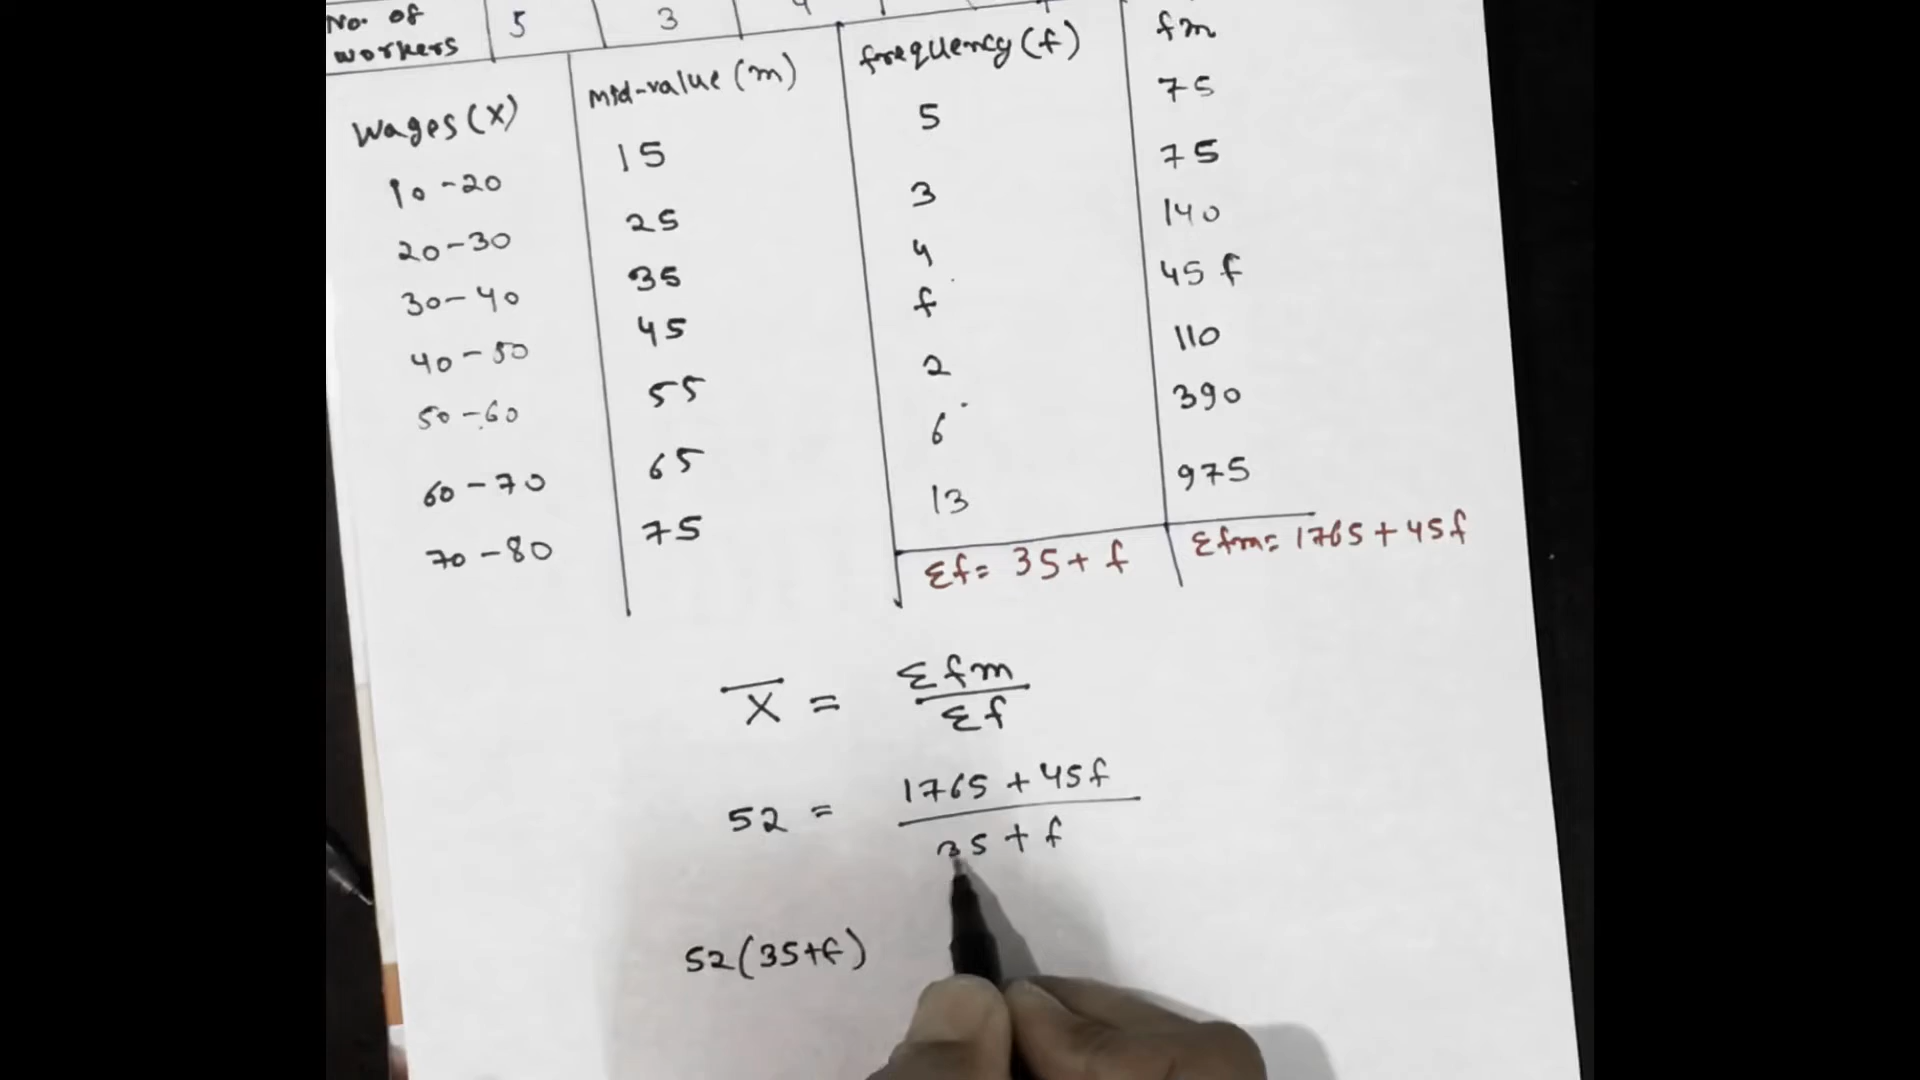 No. of workers 5 3 4
Wages(X) Mid-value(m) frequency(f) fm
10-20 15 5 75
20-30 25 3 75
30-40 35 4 140
40-50 45 f 45 f
50-60 55 2 110
60-70 65 6 390
70-80 75 13 975
Σf= 35+ f Σfm= 1765+45f
X̅ = Σfm
Σf
52 = 1765+45f
35+f
52(35+f)